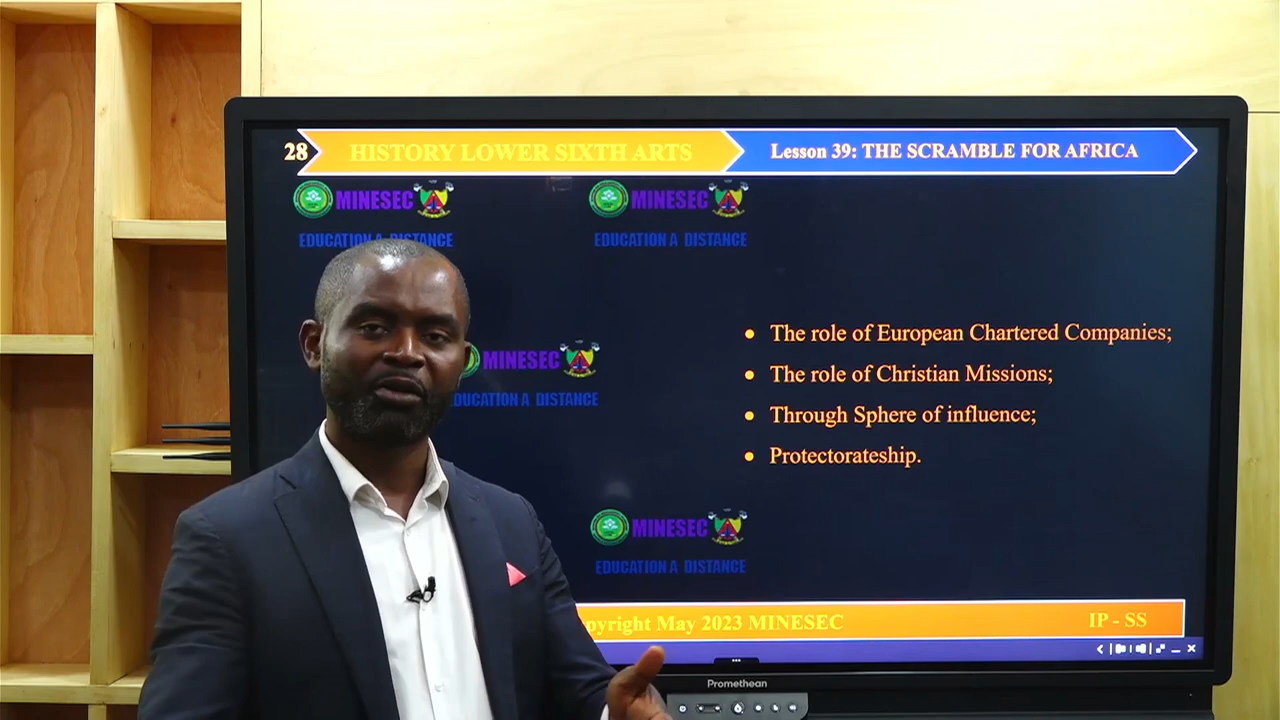 28
HISTORY LOWER SIXTH ARTS
Lesson 39: THE SCRAMBLE FOR AFRICA
MINESEC
EDUCATION A DISTANCE
MINESEC
EDUCATION A DISTANCE
• The role of European Chartered Companies;
MINESEC
DUCATION A DISTANCE
• The role of Christian Missions;
• Through Sphere of influence;
• Protectorateship.
MINESEC
EDUCATION A DISTANCE
pyright May 2023 MINESEC
IP - SS
Promethean